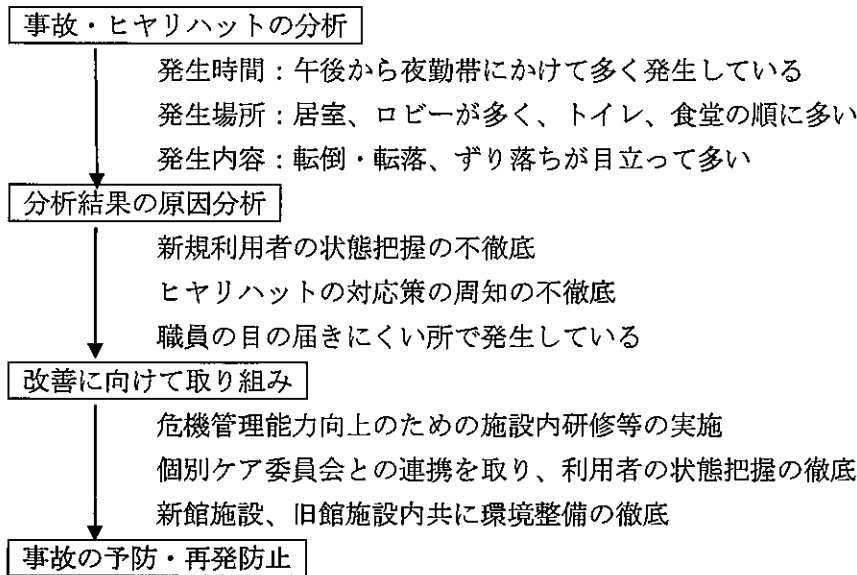 事故・ヒヤリハットの分析
発生時間：午後から夜勤帯にかけて多く発生している
発生場所：居室、ロビーが多く、トイレ、食堂の順に多い
発生内容：転倒・転落、ずり落ちが目立って多い
分析結果の原因分析
新規利用者の状態把握の不徹底
ヒヤリハットの対応策の周知の不徹底
職員の目の届きにくい所で発生している
改善に向けて取り組み
危機管理能力向上のための施設内研修等の実施
個別ケア委員会との連携を取り、利用者の状態把握の徹底
新館施設、旧館施設内共に環境整備の徹底
事故の予防・再発防止